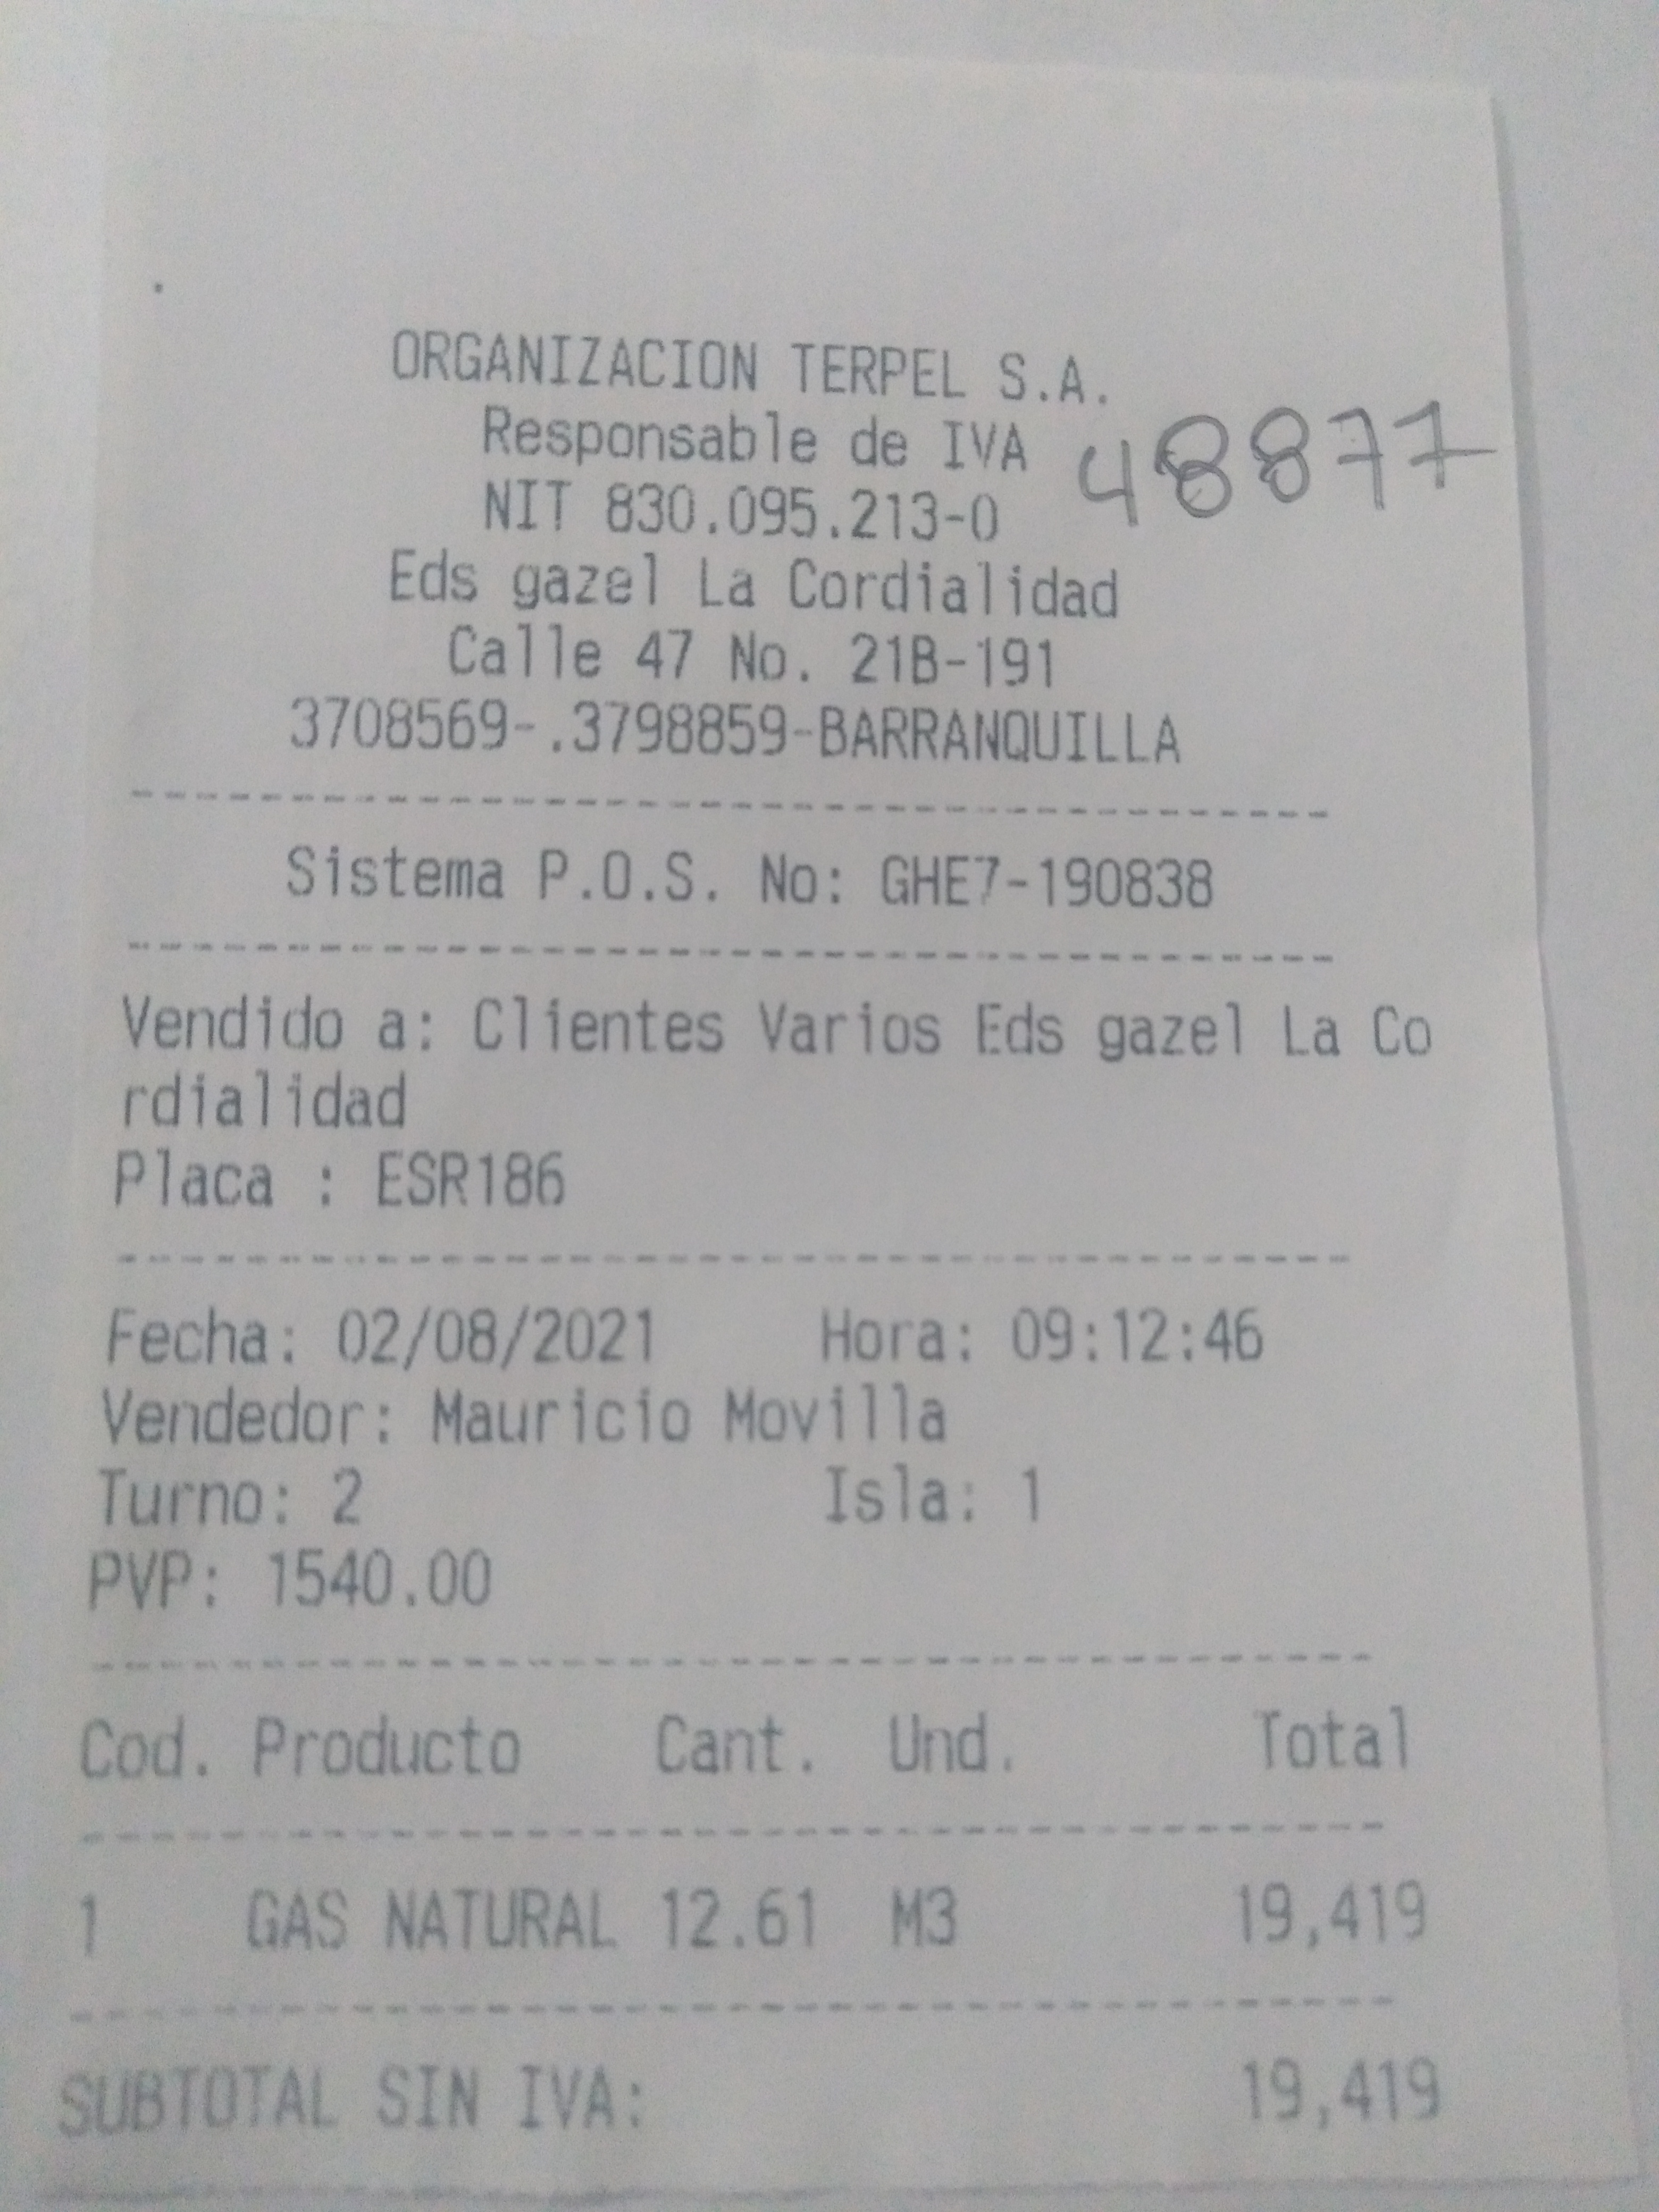 ORGANIZACION TERPEL S.A.
Responsable de IVA
48877
NIT 830.095.213-0
Eds gazel La Cordialidad
Calle 47 No. 21B-191
3708569-.3798859-BARRANQUILLA
Sistema P.O.S. No: GHE7-190838
Vendido a: Clientes Varios Eds gazel La Co
rdialidad
Placa : ESR186
Fecha: 02/08/2021 Hora: 09:12:46
Vendedor: Mauricio Movilla
Turno: 2 Isla: 1
PVP: 1540.00
Cod. Producto Cant. Und. Total
1 GAS NATURAL 12.61 M3 19,419
SUBTOTAL SIN IVA: 19,419